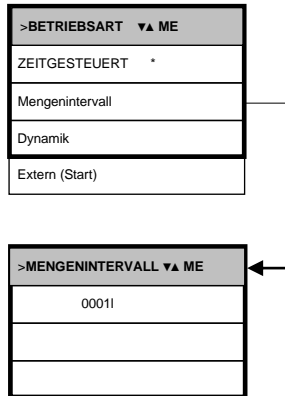 >BETRIEBSART ▼▲ ME
ZEITGESTEUERT *
Mengenintervall
Dynamik
Extern (Start)
>MENGENINTERVALL ▼▲ ME
0001l